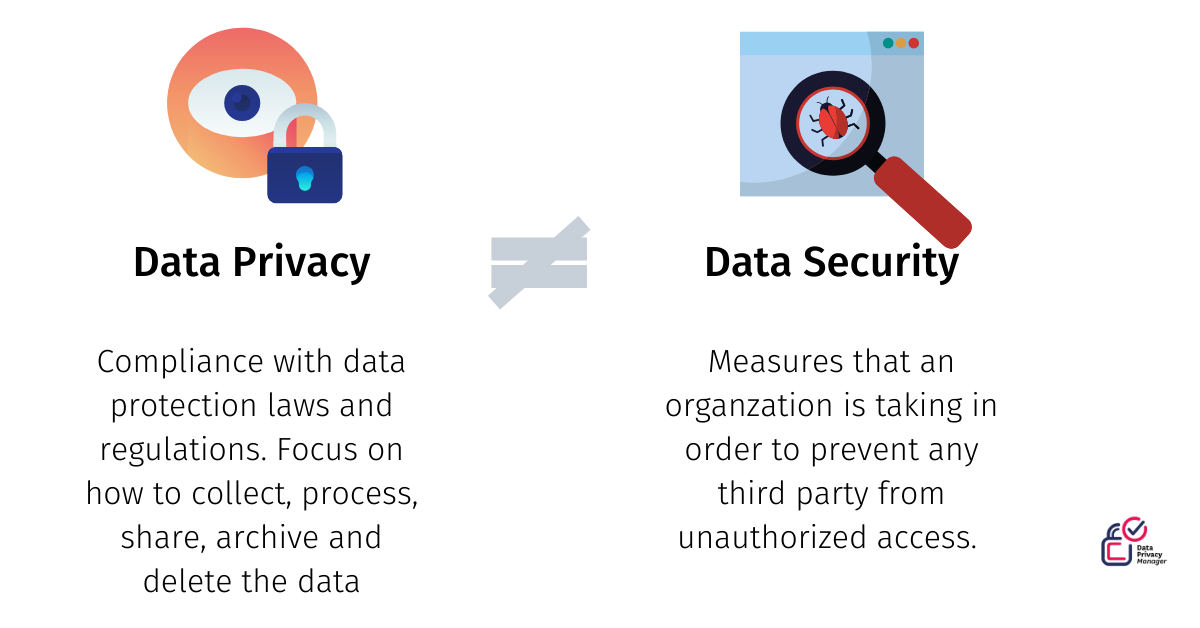 Data Privacy
Compliance with data
protection laws and
regulations. Focus on
how to collect, process,
share, archive and
delete the data
Data Security
Measures that an
organzation is taking in
order to prevent any
third party from
unauthorized access.
Data
Privacy
Manager